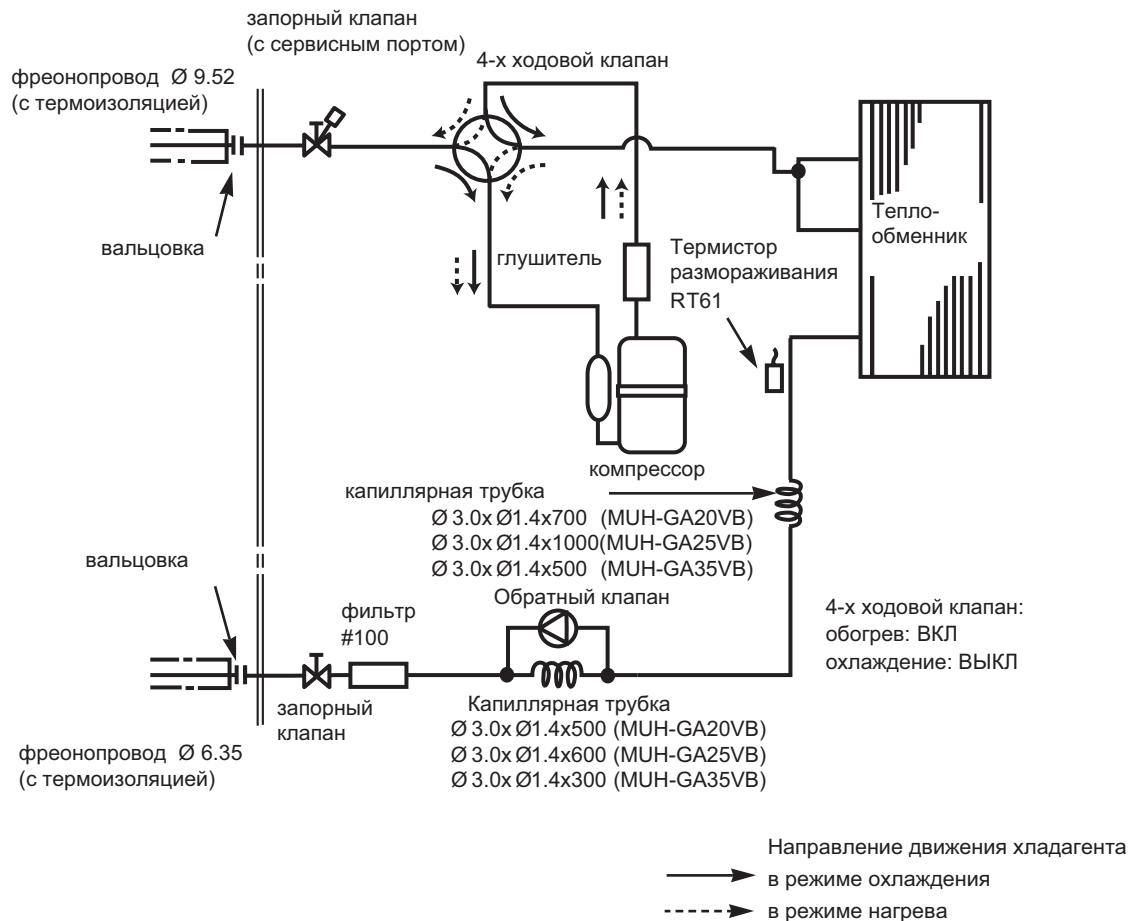 запорный клапан
(с сервисным портом)
4-х ходовой клапан
фреонопровод Ø 9.52
(с термоизоляцией)
вальцовка
глушитель
Термистор
размораживания
RT61
Тепло-
обменник
компрессор
капиллярная трубка
Ø 3.0x Ø1.4x700 (MUH-GA20VB)
Ø 3.0x Ø1.4x1000(MUH-GA25VB)
Ø 3.0x Ø1.4x500 (MUH-GA35VB)
вальцовка
Обратный клапан
фильтр
#100
4-х ходовой клапан:
обогрев: ВКЛ
охлаждение: ВЫКЛ
запорный
клапан
Капиллярная трубка
Ø 3.0x Ø1.4x500 (MUH-GA20VB)
Ø 3.0x Ø1.4x600 (MUH-GA25VB)
Ø 3.0x Ø1.4x300 (MUH-GA35VB)
фреонопровод Ø 6.35
(с термоизоляцией)
Направление движения хладагента
в режиме охлаждения
в режиме нагрева